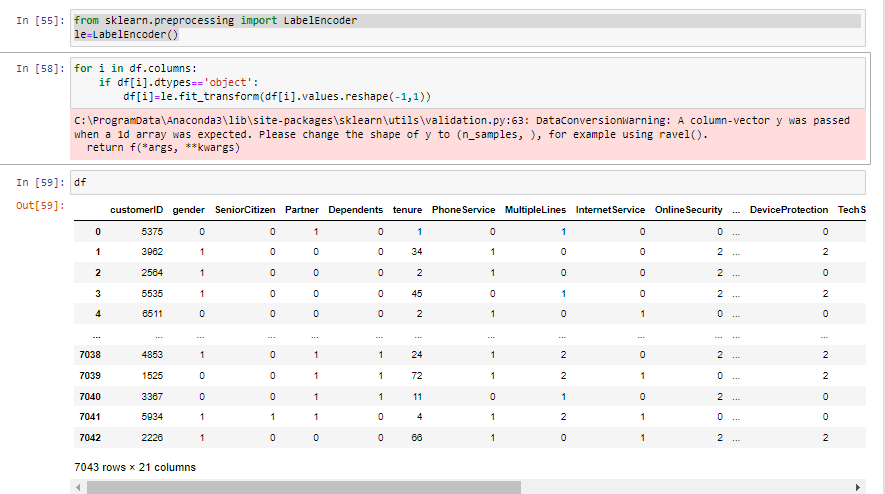 In [55]: from sklearn.preprocessing import LabelEncoder
le=LabelEncoder()
In [58]: for i in df.columns:
if df[i].dtypes=='object':
df[i]=le.fit_transform(df[i].values.reshape(-1,1))
C:\ProgramData\Anaconda3\lib\site-packages\sklearn\utils\validation.py:63: DataConversionWarning: A column-vector y was passed
when a 1d array was expected. Please change the shape of y to (n_samples, ), for example using ravel().
return f(*args, **kwargs)
In [59]: df
Out[59]:
customerID gender SeniorCitizen Partner Dependents tenure PhoneService MultipleLines InternetService OnlineSecurity ... DeviceProtection TechS
0 5375 0 0 1 0 1 0 1 0 0 ... 0
1 3962 1 0 0 0 34 1 0 0 2 ... 2
2 2564 1 0 0 0 2 1 0 0 2 ... 0
3 5535 1 0 0 0 45 0 1 0 2 ... 2
4 6511 0 0 0 0 2 1 0 1 0 ... 0
... ... ... ... ... ... ... ... ... ... ... ... ...
7038 4853 1 0 1 1 24 1 2 0 2 ... 2
7039 1525 0 0 1 1 72 1 2 1 0 ... 2
7040 3367 0 0 1 1 11 0 1 0 2 ... 0
7041 5934 1 1 1 0 4 1 2 1 0 ... 0
7042 2226 1 0 0 0 66 1 0 1 2 ... 2
7043 rows × 21 columns